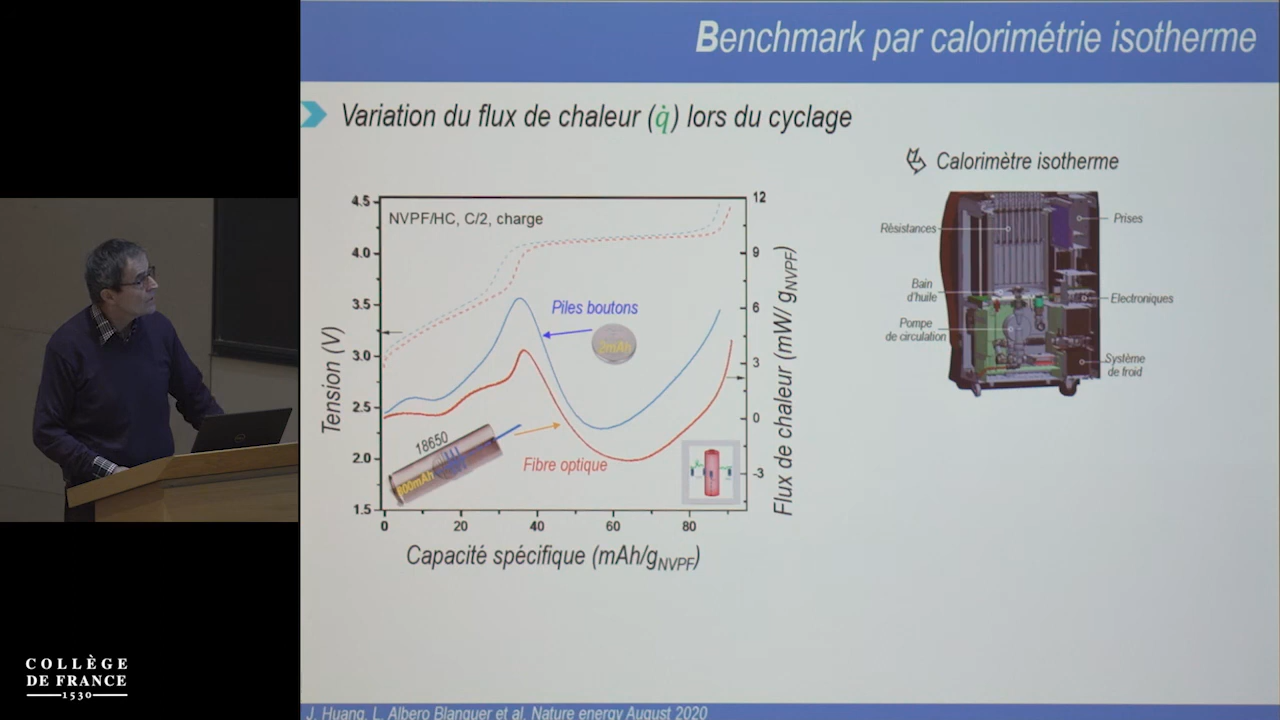 Benchmark par calorimétrie isotherme
Variation du flux de chaleur (q̇) lors du cyclage
Calorimètre isotherme
NVPF/HC, C/2, charge
Piles boutons
2mAh
18650
800mAh
Fibre optique
Tension (V)
4.5
4.0
3.5
3.0
2.5
2.0
1.5
0
20
40
60
80
Capacité spécifique (mAh/gNVPF)
12
9
6
3
0
-3
Flux de chaleur (mW/ gNVPF)
Résistances
Prises
Bain
d'huile
Electroniques
Pompe
de circulation
Système
de froid
J. Huang, L. Albero Blanquer et al. Nature energy August 2020
COLLÈGE
DE FRANCE
1530